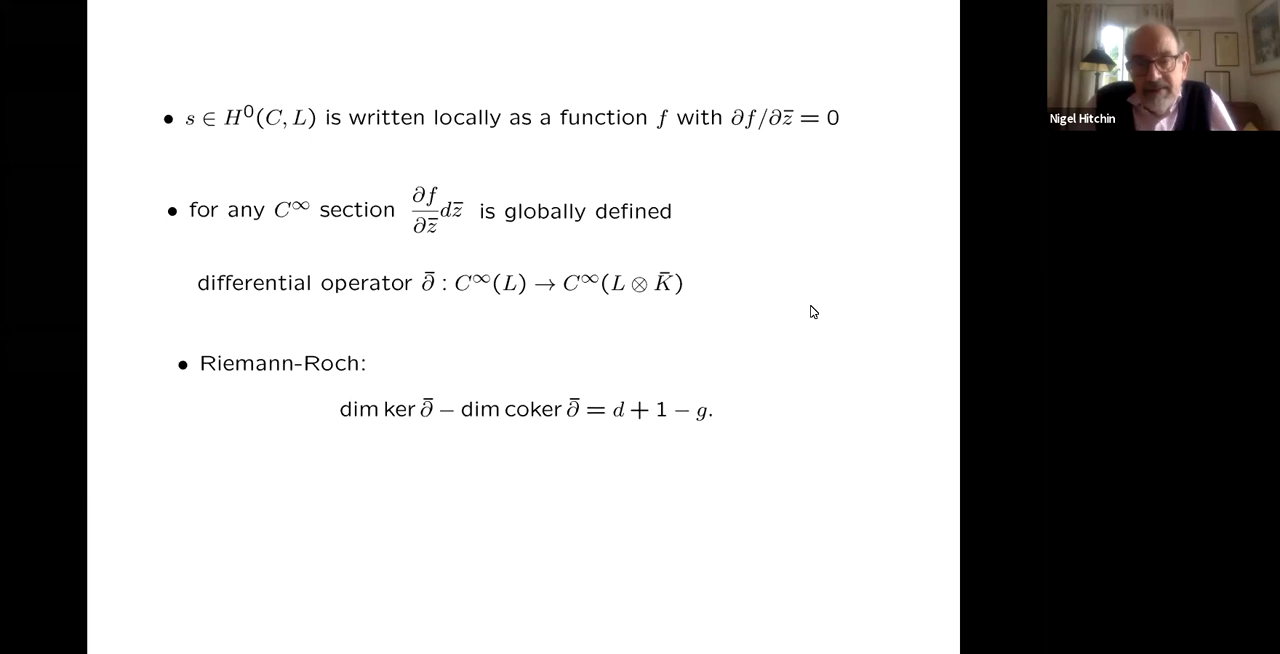 • s ∈ H⁰(C, L) is written locally as a function f with ∂f/∂z̄ = 0
• for any C^∞ section ∂f/∂z̄ dz̄ is globally defined
differential operator ∂̄ : C^∞(L) → C^∞(L ⊗ K̄)
• Riemann-Roch:
dim ker ∂̄ − dim coker ∂̄ = d + 1 − g.
Nigel Hitchin